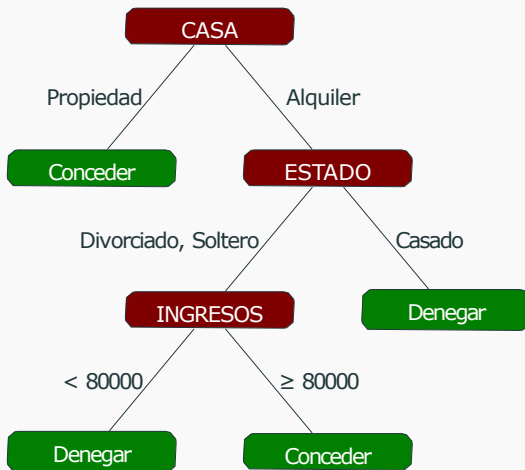 CASA
Propiedad
Alquiler
Conceder
ESTADO
Divorciado, Soltero
Casado
INGRESOS
Denegar
< 80000
≥ 80000
Denegar
Conceder